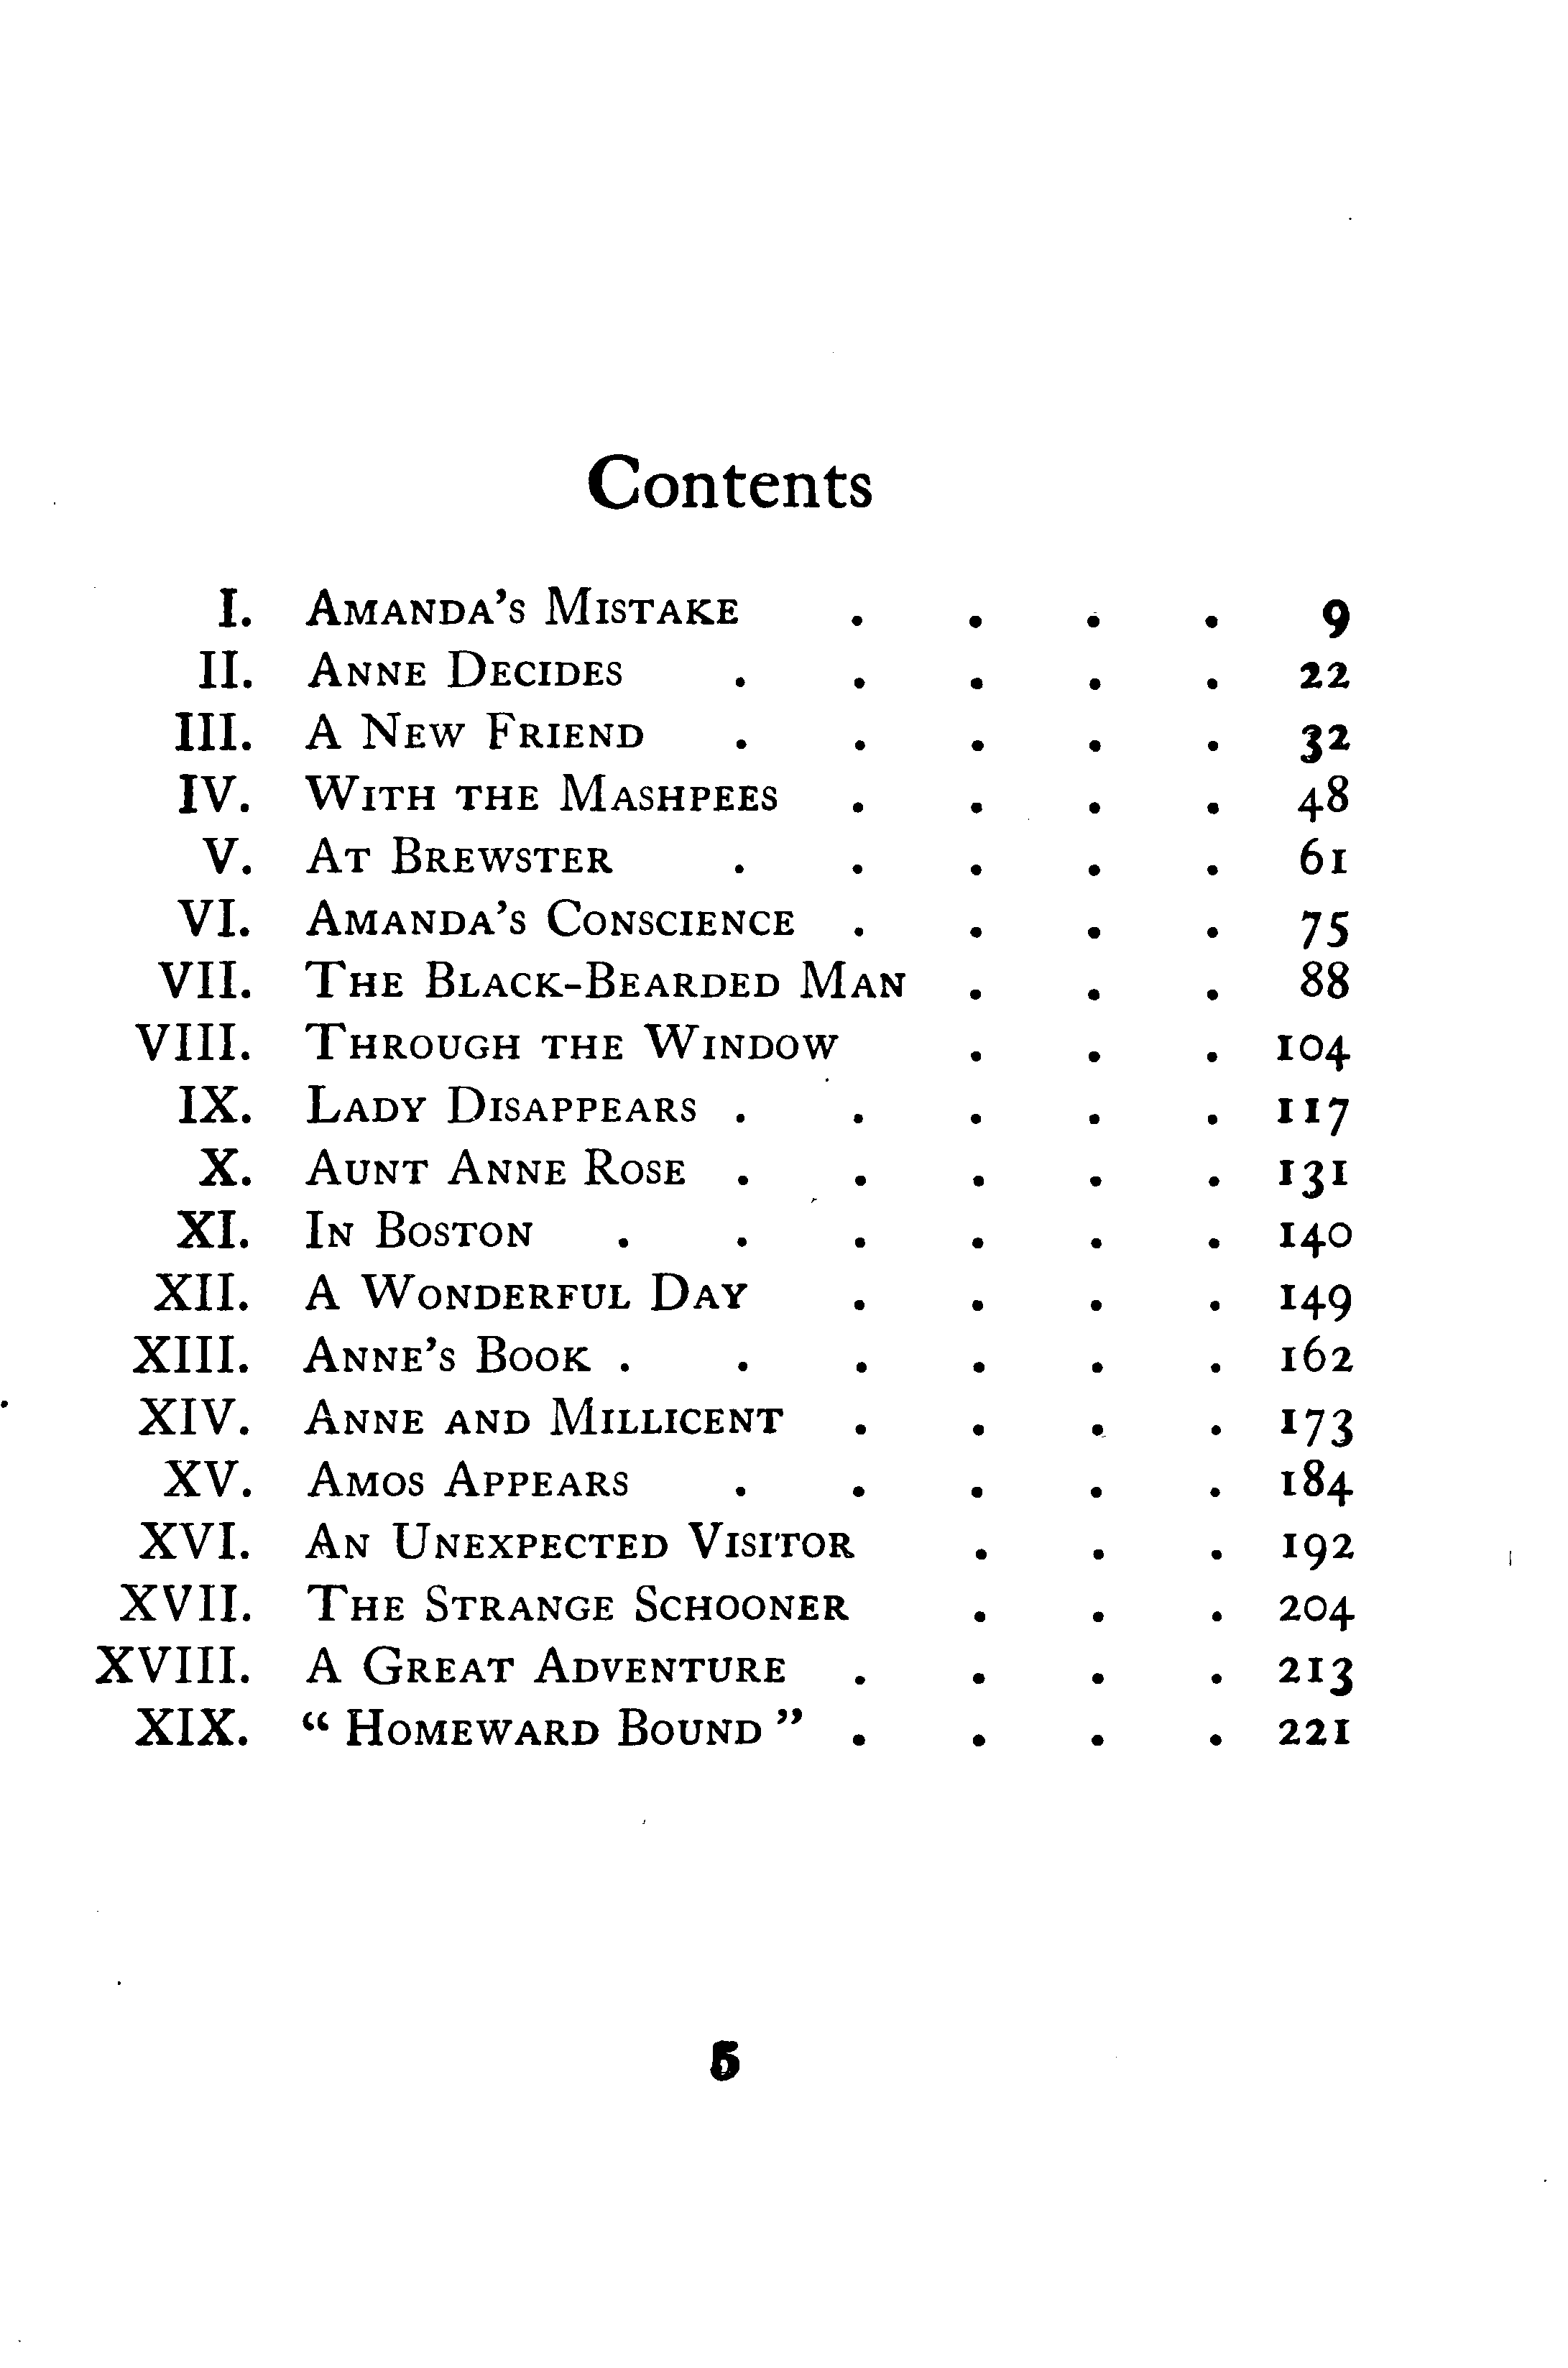 Contents
I. Amanda's Mistake . . . . 9
II. Anne Decides . . . . . 22
III. A New Friend . . . . . 32
IV. With the Mashpees . . . . 48
V. At Brewster . . . . . 61
VI. Amanda's Conscience . . . . 75
VII. The Black-Bearded Man . . . 88
VIII. Through the Window . . . 104
IX. Lady Disappears . . . . . 117
X. Aunt Anne Rose . . . . . 131
XI. In Boston . . . . . . 140
XII. A Wonderful Day . . . . 149
XIII. Anne's Book . . . . . . 162
XIV. Anne and Millicent . . . . 173
XV. Amos Appears . . . . . 184
XVI. An Unexpected Visitor . . . 192
XVII. The Strange Schooner . . . 204
XVIII. A Great Adventure . . . . 213
XIX. “ Homeward Bound ” . . . . 221
5